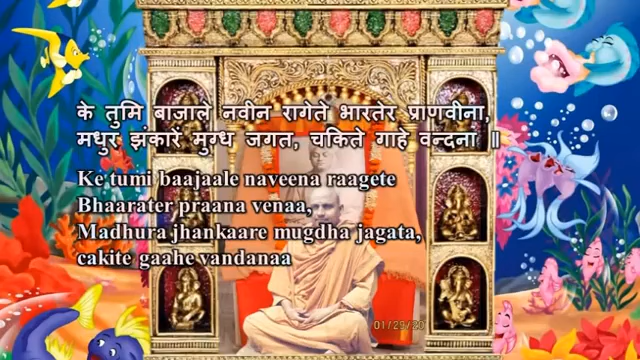 के तुमि बाजाले नवीन रागेते भारतेर प्राणवीना,
मधुर झंकारें मुग्ध जगत, चकिते गाहे वन्दना ॥
Ke tumi baajaale naveena raagete
Bhaarater praana venaa,
Madhura jhankaare mugdha jagata,
cakite gaahe vandanaa
01/29/20